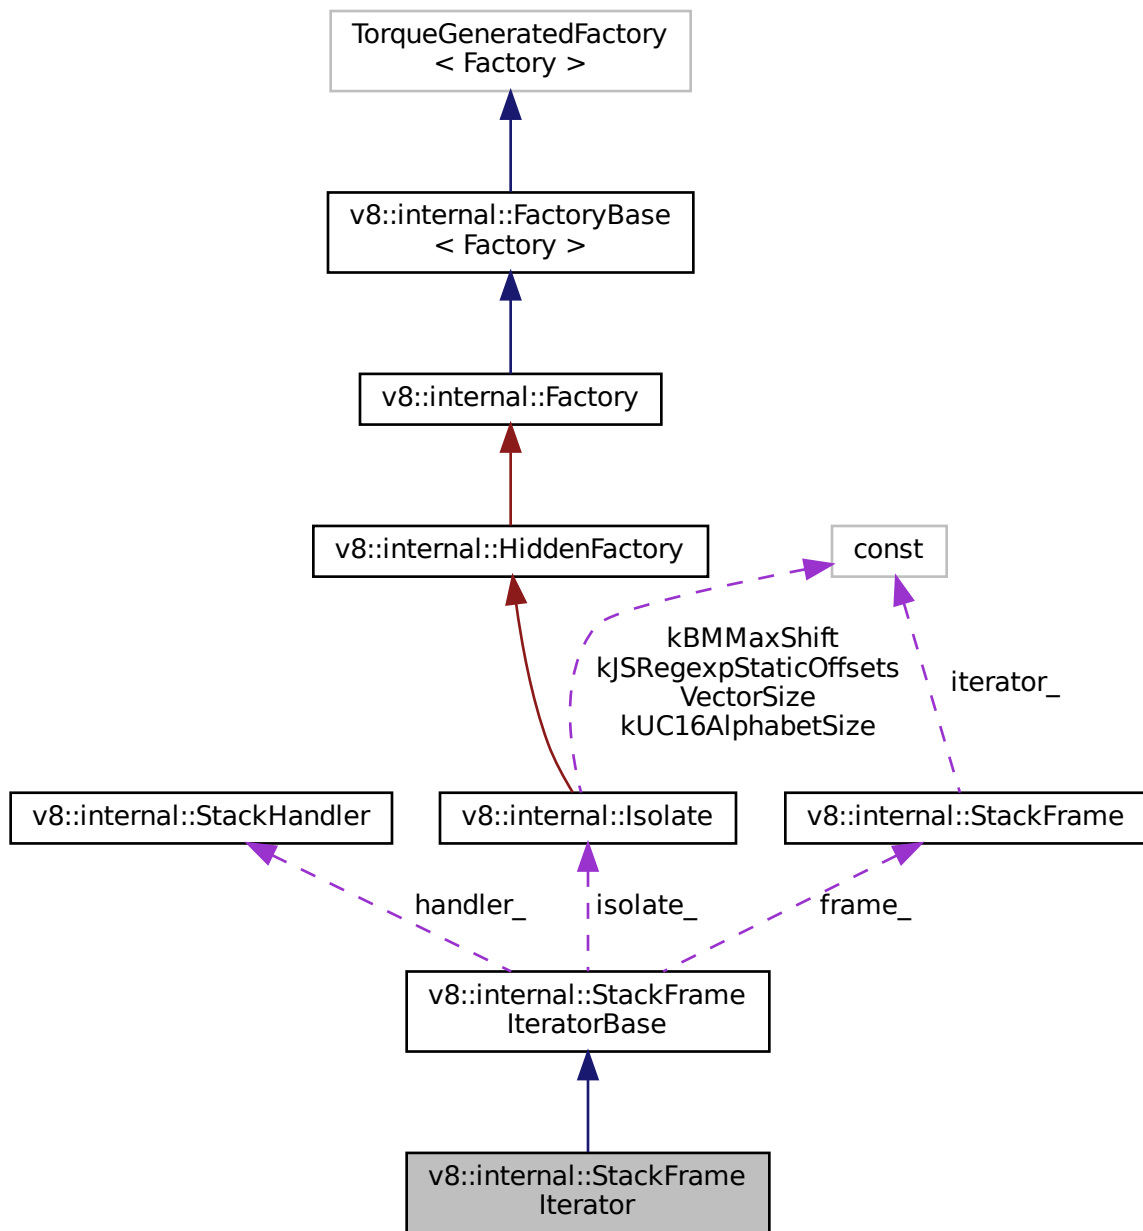 TorqueGeneratedFactory
< Factory >
v8::internal::FactoryBase
< Factory >
v8::internal::Factory
v8::internal::HiddenFactory
const
kBMMaxShift
kJSRegexpStaticOffsets
VectorSize
kUC16AlphabetSize
iterator_
v8::internal::StackHandler
v8::internal::Isolate
v8::internal::StackFrame
handler_
isolate_
frame_
v8::internal::StackFrame
IteratorBase
v8::internal::StackFrame
Iterator